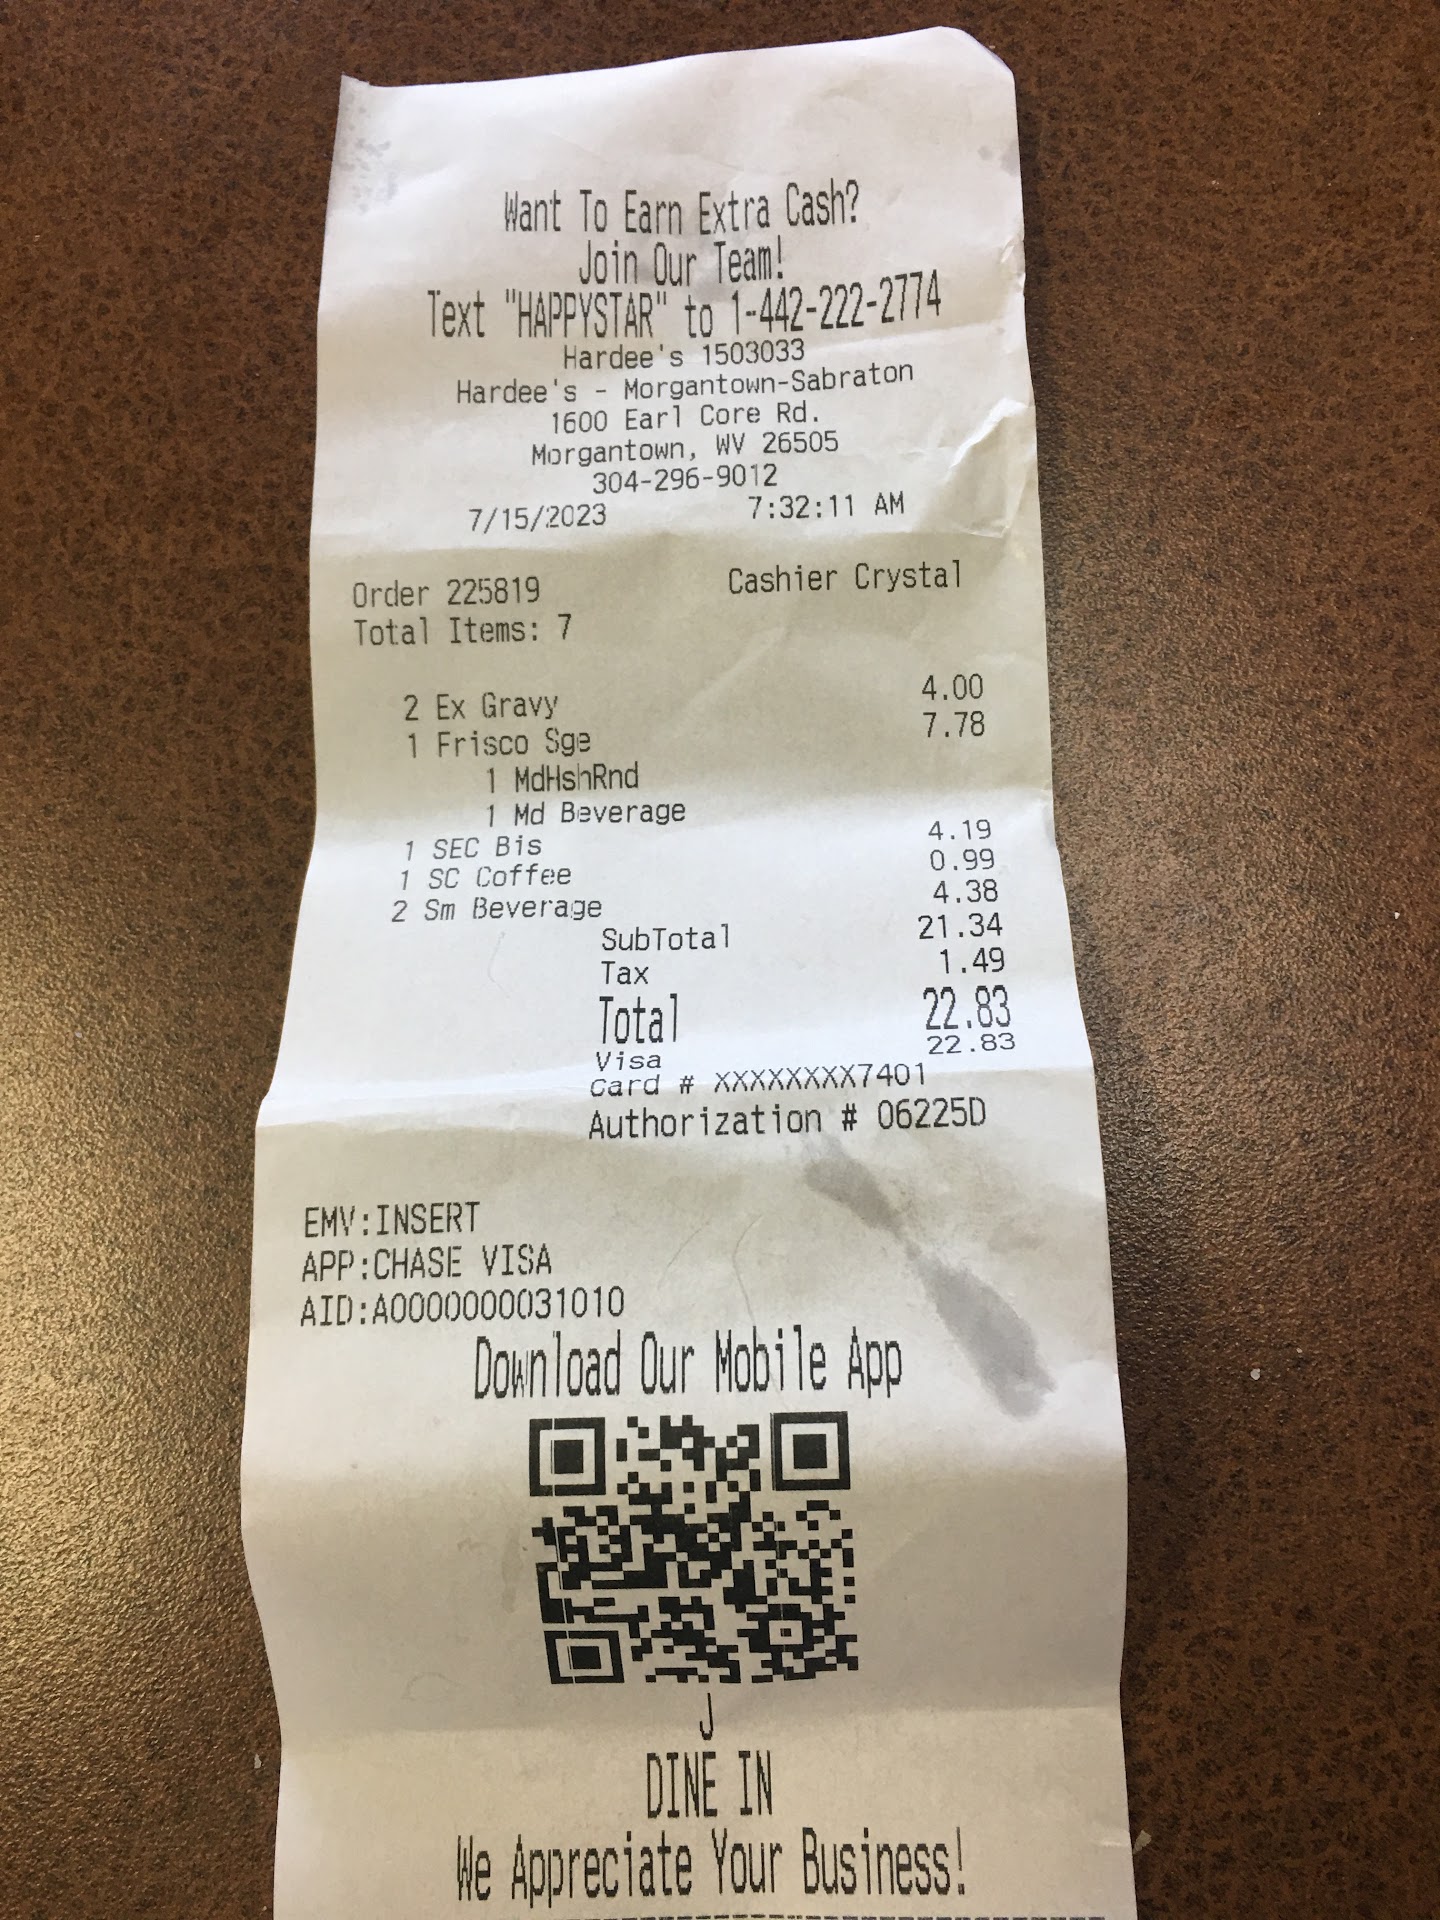 Want To Earn Extra Cash?
Join Our Team!
Text "HAPPYSTAR" to 1-442-222-2774
Hardee's 1503033
Hardee's - Morgantown-Sabraton
1600 Earl Core Rd.
Morgantown, WV 26505
304-296-9012
7/15/2023 7:32:11 AM
Order 225819 Cashier Crystal
Total Items: 7
2 Ex Gravy 4.00
1 Frisco Sge 7.78
1 MdHshRnd
1 Md Beverage
1 SEC Bis 4.19
1 SC Coffee 0.99
2 Sm Beverage 4.38
SubTotal 21.34
Tax 1.49
Total 22.83
Visa 22.83
Card # XXXXXXXX7401
Authorization # 06225D
EMV:INSERT
APP:CHASE VISA
AID:A0000000031010
Download Our Mobile App
J
DINE IN
We Appreciate Your Business!